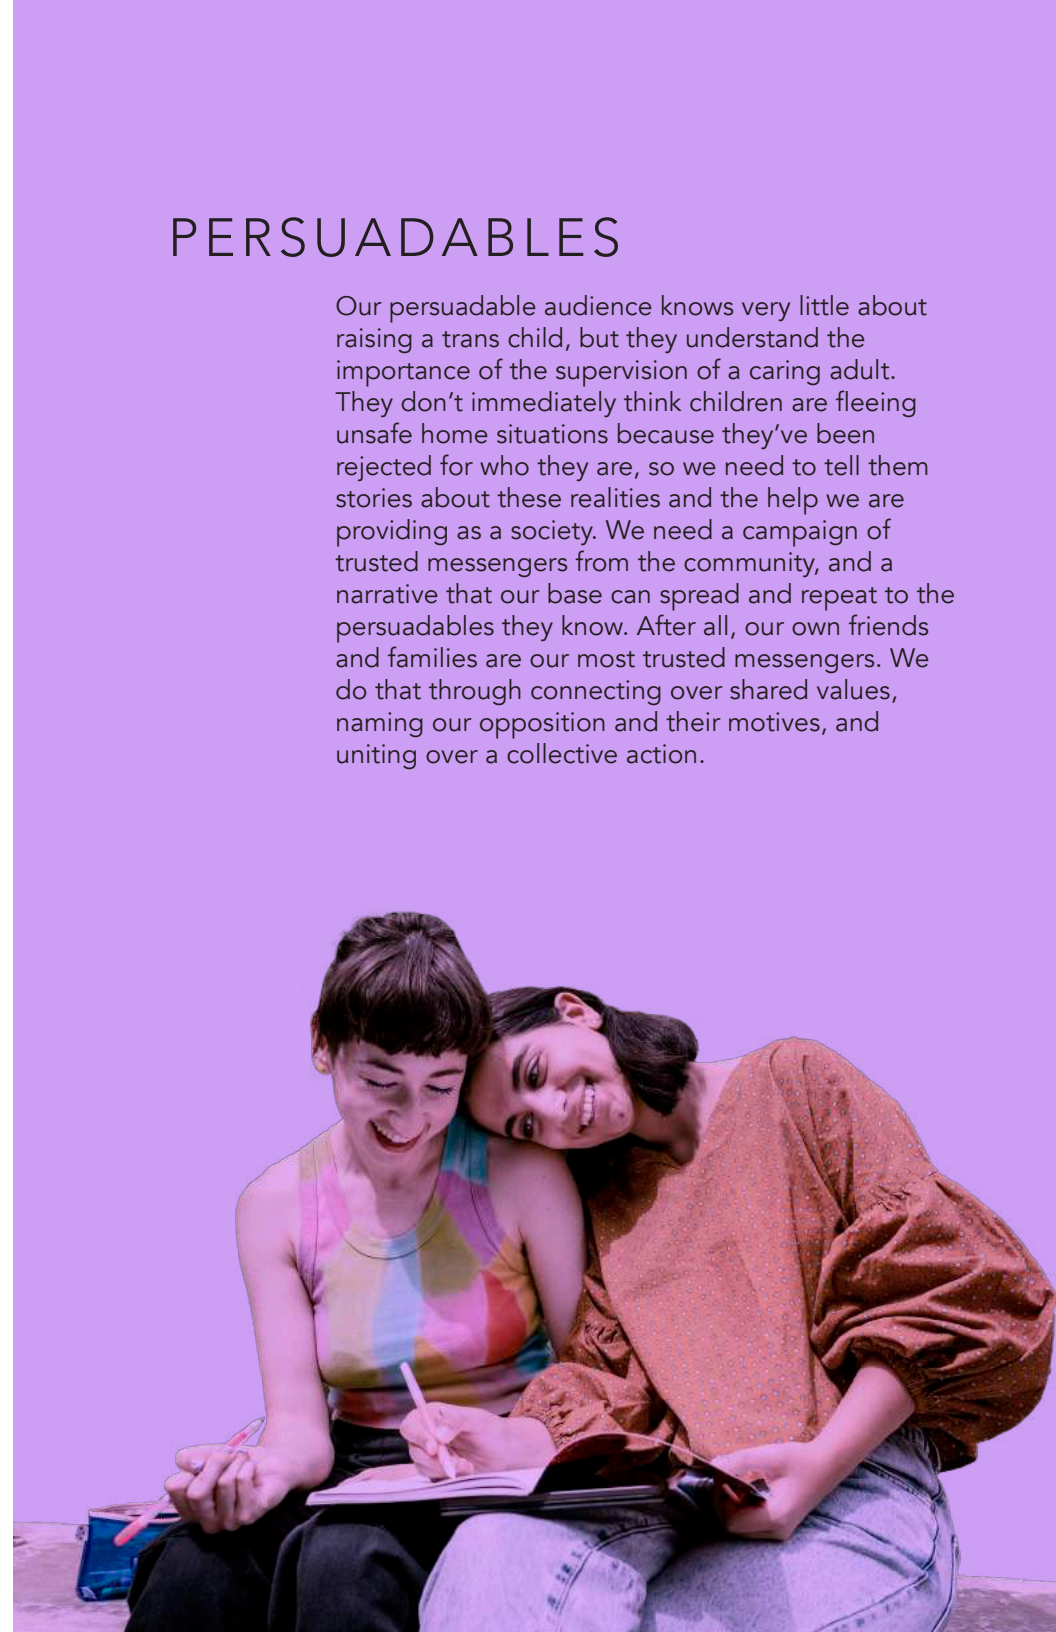 PERSUADABLES
Our persuadable audience knows very little about
raising a trans child, but they understand the
importance of the supervision of a caring adult.
They don’t immediately think children are fleeing
unsafe home situations because they’ve been
rejected for who they are, so we need to tell them
stories about these realities and the help we are
providing as a society. We need a campaign of
trusted messengers from the community, and a
narrative that our base can spread and repeat to the
persuadables they know. After all, our own friends
and families are our most trusted messengers. We
do that through connecting over shared values,
naming our opposition and their motives, and
uniting over a collective action.